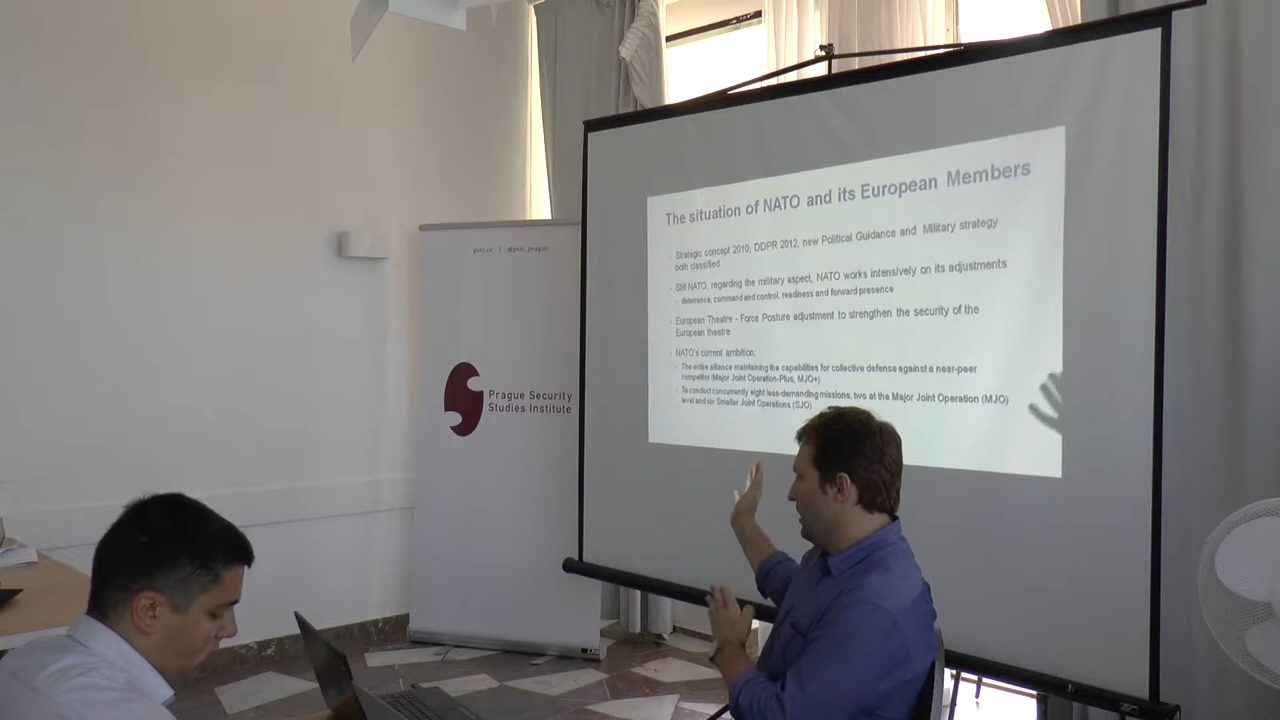 The situation of NATO and its European Members
- Strategic concept 2010, DDPR 2012, new Political Guidance and Military strategy
both classified
- Still NATO, regarding the military aspect, NATO works intensively on its adjustments
- deterrence, command and control, readiness and forward presence
- European Theatre - Force Posture adjustment to strengthen the security of the
European theatre
- NATO's current ambition:
- The entire alliance maintaining the capabilities for collective defense against a near-peer
competitor (Major Joint Operation-Plus, MJO+)
- To conduct concurrently eight less-demanding missions, two at the Major Joint Operation (MJO)
level and six Smaller Joint Operations (SJO)
pssi.cz | @pssi_prague
Prague Security
Studies Institute